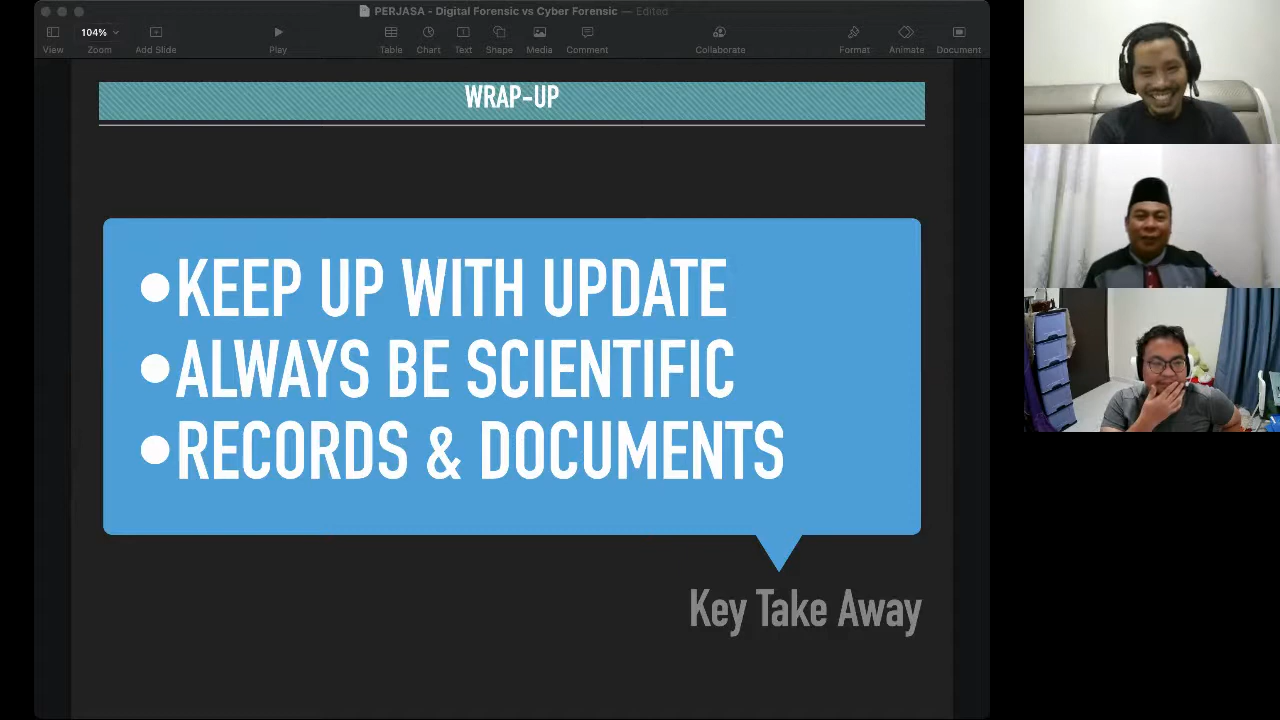 PERJASA - Digital Forensic vs Cyber Forensic — Edited
104%
View Zoom Add Slide Play Table Chart Text Shape Media Comment Collaborate Format Animate Document
WRAP-UP
•KEEP UP WITH UPDATE
•ALWAYS BE SCIENTIFIC
•RECORDS & DOCUMENTS
Key Take Away